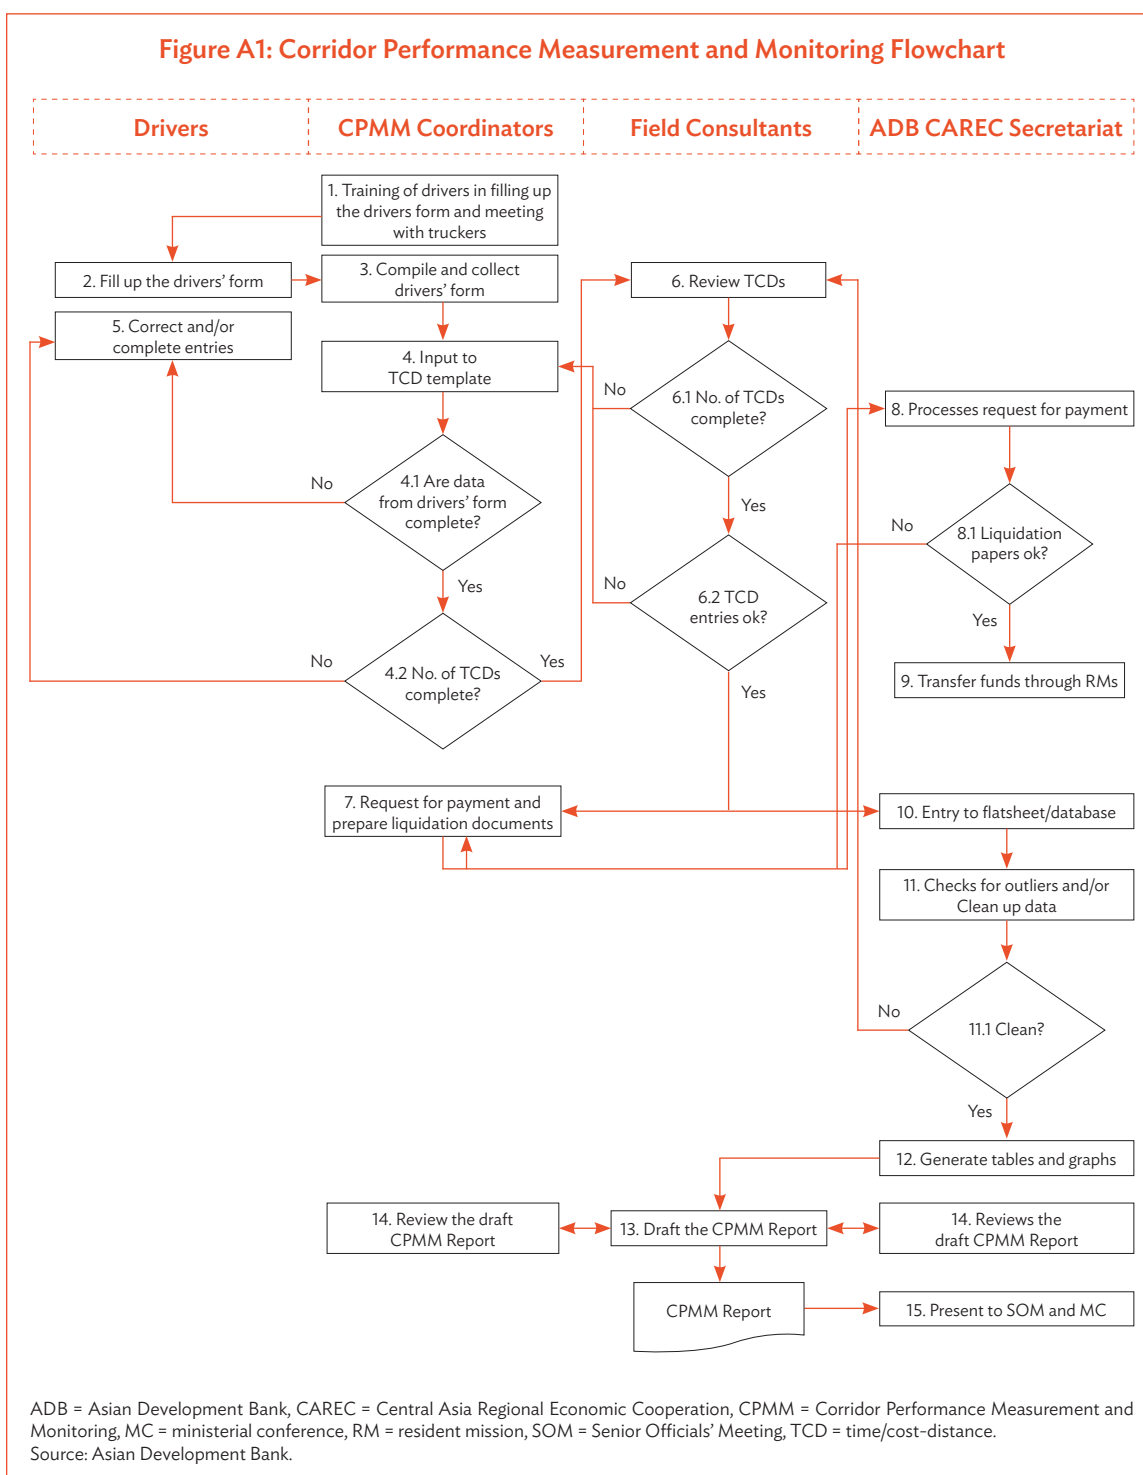 Figure A1: Corridor Performance Measurement and Monitoring Flowchart
Drivers
CPMM Coordinators
Field Consultants
ADB CAREC Secretariat
1. Training of drivers in filling up
the drivers form and meeting
with truckers
2. Fill up the drivers’ form
3. Compile and collect
drivers’ form
6. Review TCDs
5. Correct and/or
complete entries
4. Input to
TCD template
No
6.1 No. of TCDs
complete?
8. Processes request for payment
No
4.1 Are data
from drivers’ form
complete?
Yes
No
8.1 Liquidation
papers ok?
Yes
No
6.2 TCD
entries ok?
Yes
No
4.2 No. of TCDs
complete?
Yes
Yes
9. Transfer funds through RMs
7. Request for payment and
prepare liquidation documents
10. Entry to flatsheet/database
11. Checks for outliers and/or
Clean up data
No
11.1 Clean?
Yes
12. Generate tables and graphs
14. Review the draft
CPMM Report
13. Draft the CPMM Report
14. Reviews the
draft CPMM Report
CPMM Report
15. Present to SOM and MC
ADB = Asian Development Bank, CAREC = Central Asia Regional Economic Cooperation, CPMM = Corridor Performance Measurement and
Monitoring, MC = ministerial conference, RM = resident mission, SOM = Senior Officials’ Meeting, TCD = time/cost-distance.
Source: Asian Development Bank.